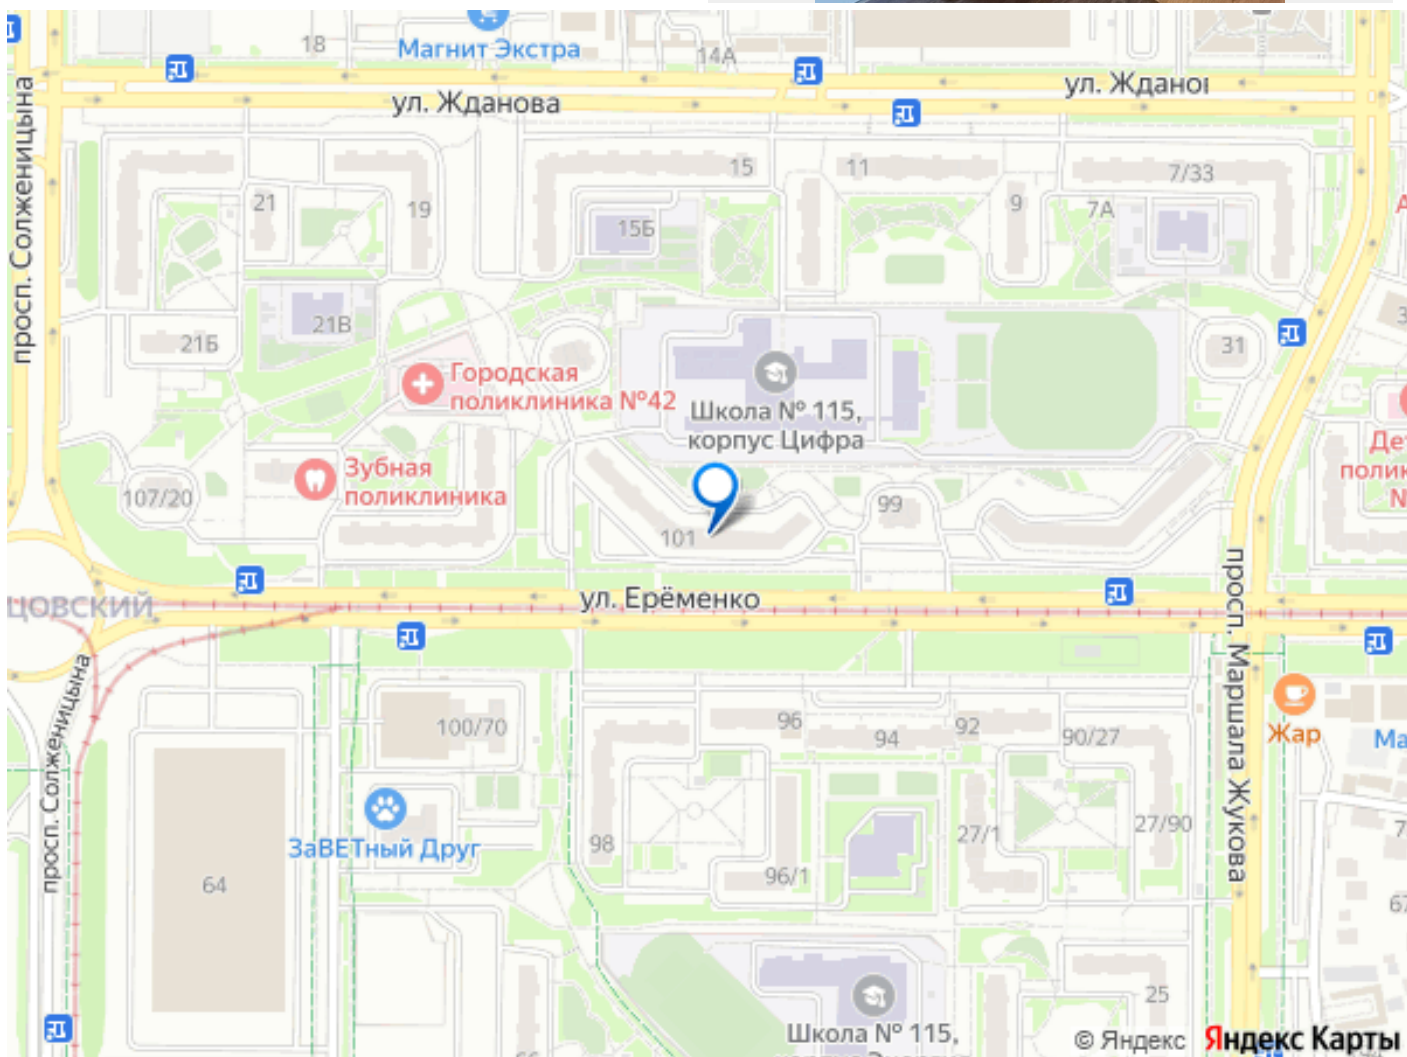 18
Магнит Экстра
14А
ул. Жданова
ул. Жданог
просп. Солженицына
15
11
7/33
21
19
9
7А
15Б
21В
21Б
31
Городская
поликлиника №42
Школа № 115,
корпус Цифра
Зубная
поликлиника
107/20
99
101
Де
поли
N
ЦОВСКИЙ
ул. Ерёменко
просп. Маршала Жукова
просп. Солженицына
100/70
96
94
92
90/27
Жар
Ма
ЗаВЕТный Друг
98
27/1
27/90
96/1
64
67
25
Школа № 115,
© Яндекс
Яндекс Карты